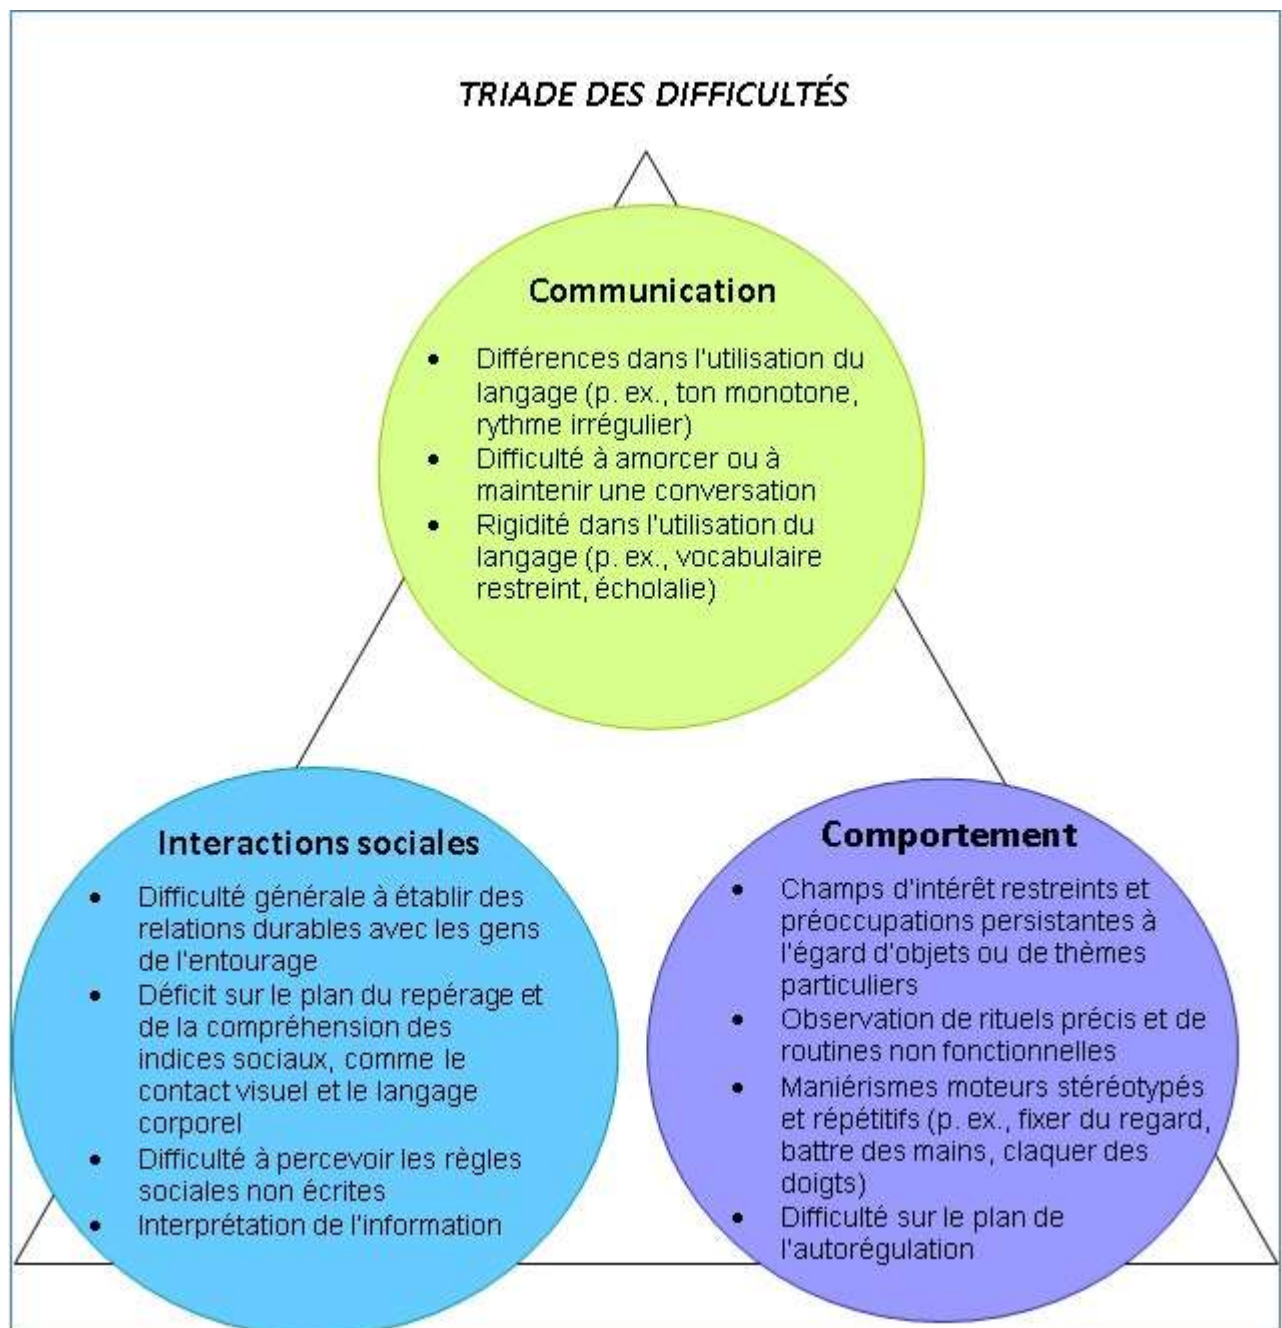 TRIADE DES DIFFICULTÉS
Communication
• Différences dans l'utilisation du
langage (p. ex., ton monotone,
rythme irrégulier)
• Difficulté à amorcer ou à
maintenir une conversation
• Rigidité dans l'utilisation du
langage (p. ex., vocabulaire
restreint, écholalie)
Interactions sociales
• Difficulté générale à établir des
relations durables avec les gens
de l'entourage
• Déficit sur le plan du repérage et
de la compréhension des
indices sociaux, comme le
contact visuel et le langage
corporel
• Difficulté à percevoir les règles
sociales non écrites
• Interprétation de l'information
Comportement
• Champs d'intérêt restreints et
préoccupations persistantes à
l'égard d'objets ou de thèmes
particuliers
• Observation de rituels précis et de
routines non fonctionnelles
• Maniérismes moteurs stéréotypés
et répétitifs (p. ex., fixer du regard,
battre des mains, claquer des
doigts)
• Difficulté sur le plan de
l'autorégulation